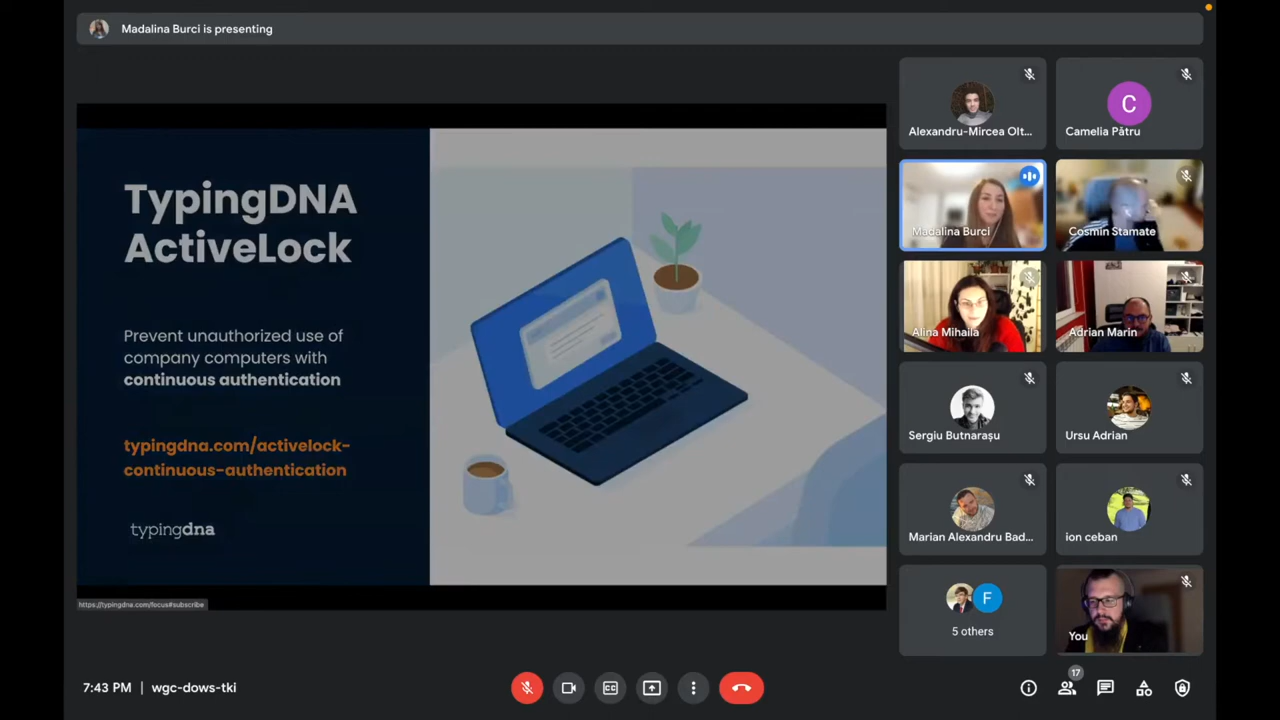 Madalina Burci is presenting
TypingDNA
ActiveLock
Prevent unauthorized use of
company computers with
continuous authentication
typingdna.com/activelock-
continuous-authentication
typingdna
https://typingdna.com/focus#subscribe
Alexandru-Mircea Olt...
C
Camelia Pătru
Madalina Burci
Cosmin Stamate
Alina Mihaila
Adrian Marin
Sergiu Butnarașu
Ursu Adrian
Marian Alexandru Bad...
ion ceban
F
5 others
You
7:43 PM | wgc-dows-tki
CC
17